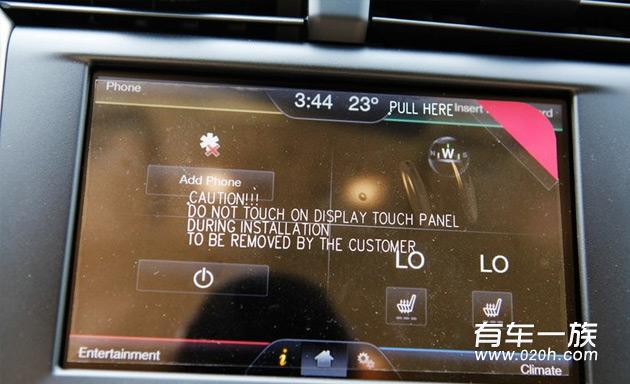 Phone
3:44 23° PULL HERE Insert
Add Phone
W
CAUTION!!!
DO NOT TOUCH ON DISPLAY TOUCH PANEL
DURING INSTALLATION
TO BE REMOVED BY THE CUSTOMER
LO LO
Entertainment
i
Climate
有车一族
www.020h.com